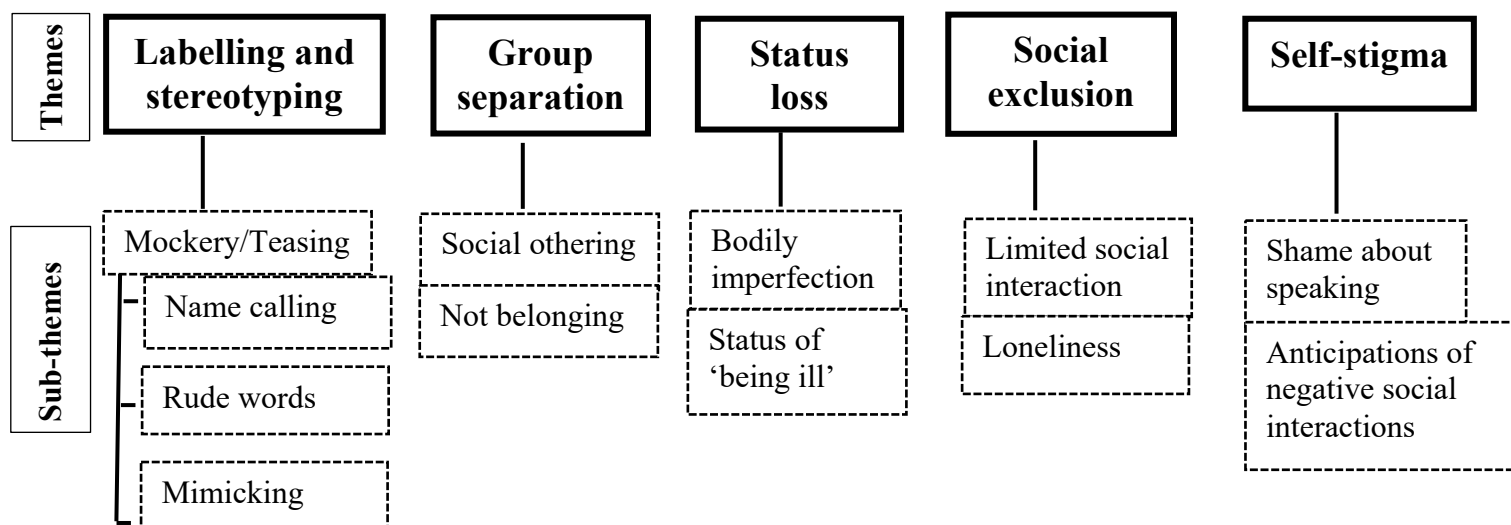 Themes
Labelling and
stereotyping
Group
separation
Status
loss
Social
exclusion
Self-stigma
Sub-themes
Mockery/Teasing
Name calling
Rude words
Mimicking
Social othering
Not belonging
Bodily
imperfection
Status of
‘being ill’
Limited social
interaction
Loneliness
Shame about
speaking
Anticipations of
negative social
interactions